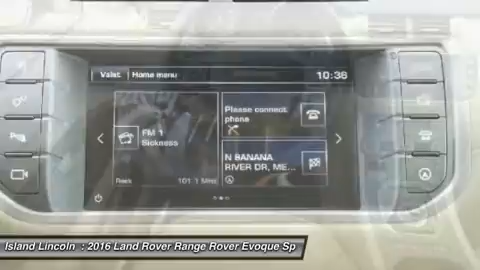 Valet Home menu 10:36
Please connect
phone
FM 1
Sickness
N BANANA
RIVER DR, ME...
Rock 101.1 MHz
Island Lincoln : 2016 Land Rover Range Rover Evoque Sp